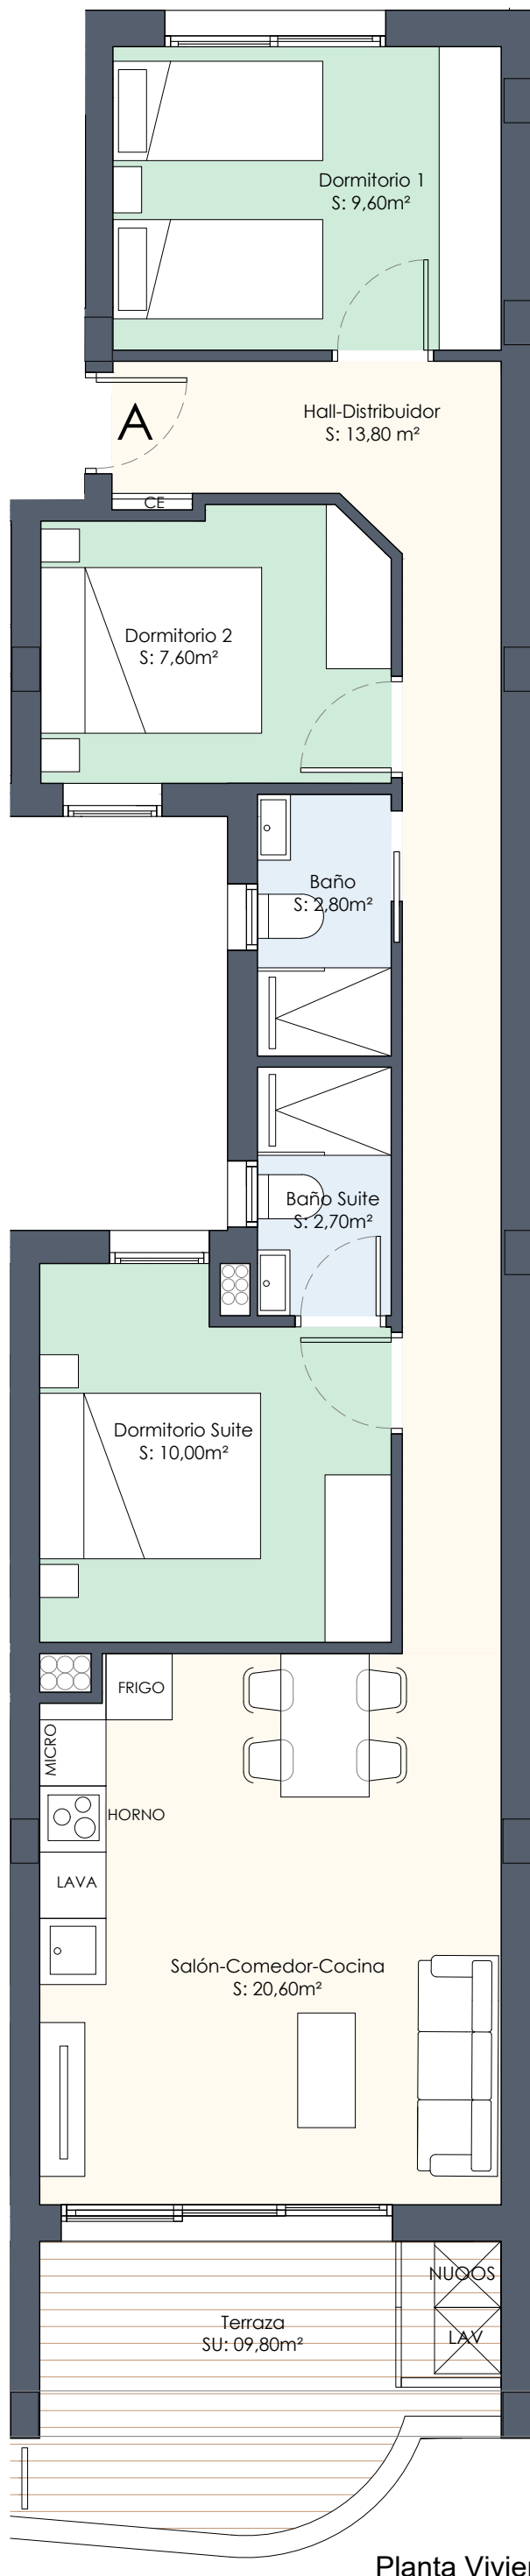 Dormitorio 1
S: 9,60m²
Hall-Distribuidor
S: 13,80 m²
A
CE
Dormitorio 2
S: 7,60m²
Baño
S: 2,80m²
Baño Suite
S: 2,70m²
Dormitorio Suite
S: 10,00m²
FRIGO
MICRO
HORNO
LAVA
Salón-Comedor-Cocina
S: 20,60m²
NUOOS
Terraza
SU: 09,80m²
LAV
Planta Vivier